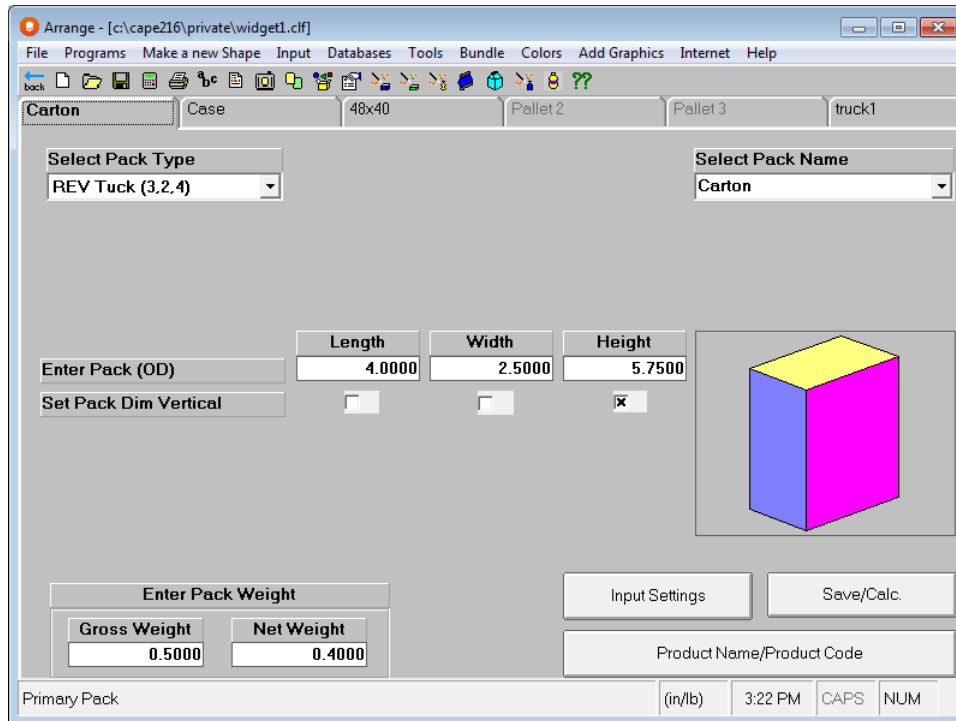 Arrange - [c:\cape216\private\widget1.clf]
File Programs Make a new Shape Input Databases Tools Bundle Colors Add Graphics Internet Help
back
Carton Case 48x40 Pallet 2 Pallet 3 truck1
Select Pack Type Select Pack Name
REV Tuck (3,2,4) Carton
Length Width Height
Enter Pack (OD) 4.0000 2.5000 5.7500
Set Pack Dim Vertical
Enter Pack Weight
Input Settings Save/Calc.
Gross Weight Net Weight
0.5000 0.4000
Product Name/Product Code
Primary Pack (in/lb) 3:22 PM CAPS NUM